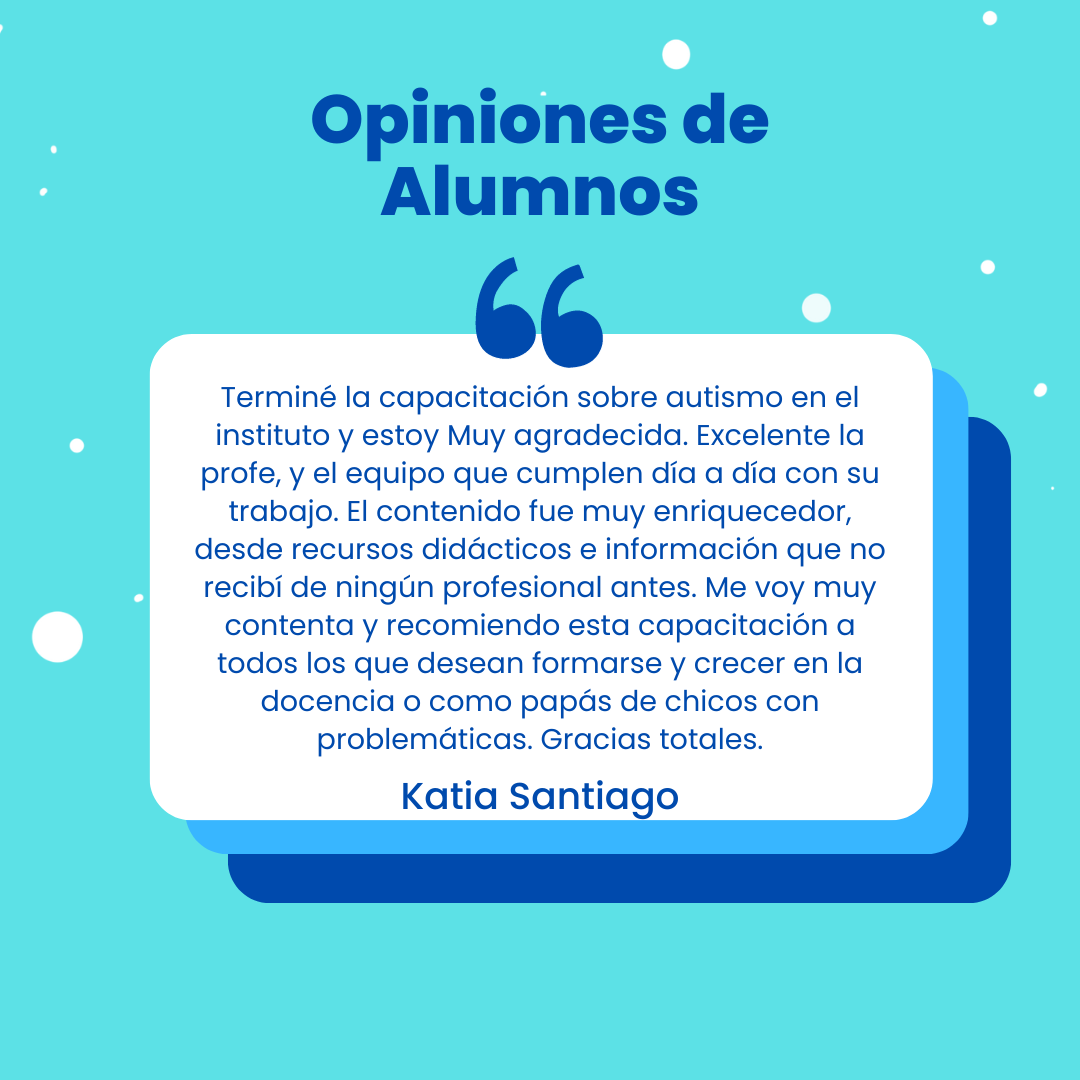 Opiniones de
Alumnos
Terminé la capacitación sobre autismo en el
instituto y estoy Muy agradecida. Excelente la
profe, y el equipo que cumplen día a día con su
trabajo. El contenido fue muy enriquecedor,
desde recursos didácticos e información que no
recibí de ningún profesional antes. Me voy muy
contenta y recomiendo esta capacitación a
todos los que desean formarse y crecer en la
docencia o como papás de chicos con
problemáticas. Gracias totales.
Katia Santiago